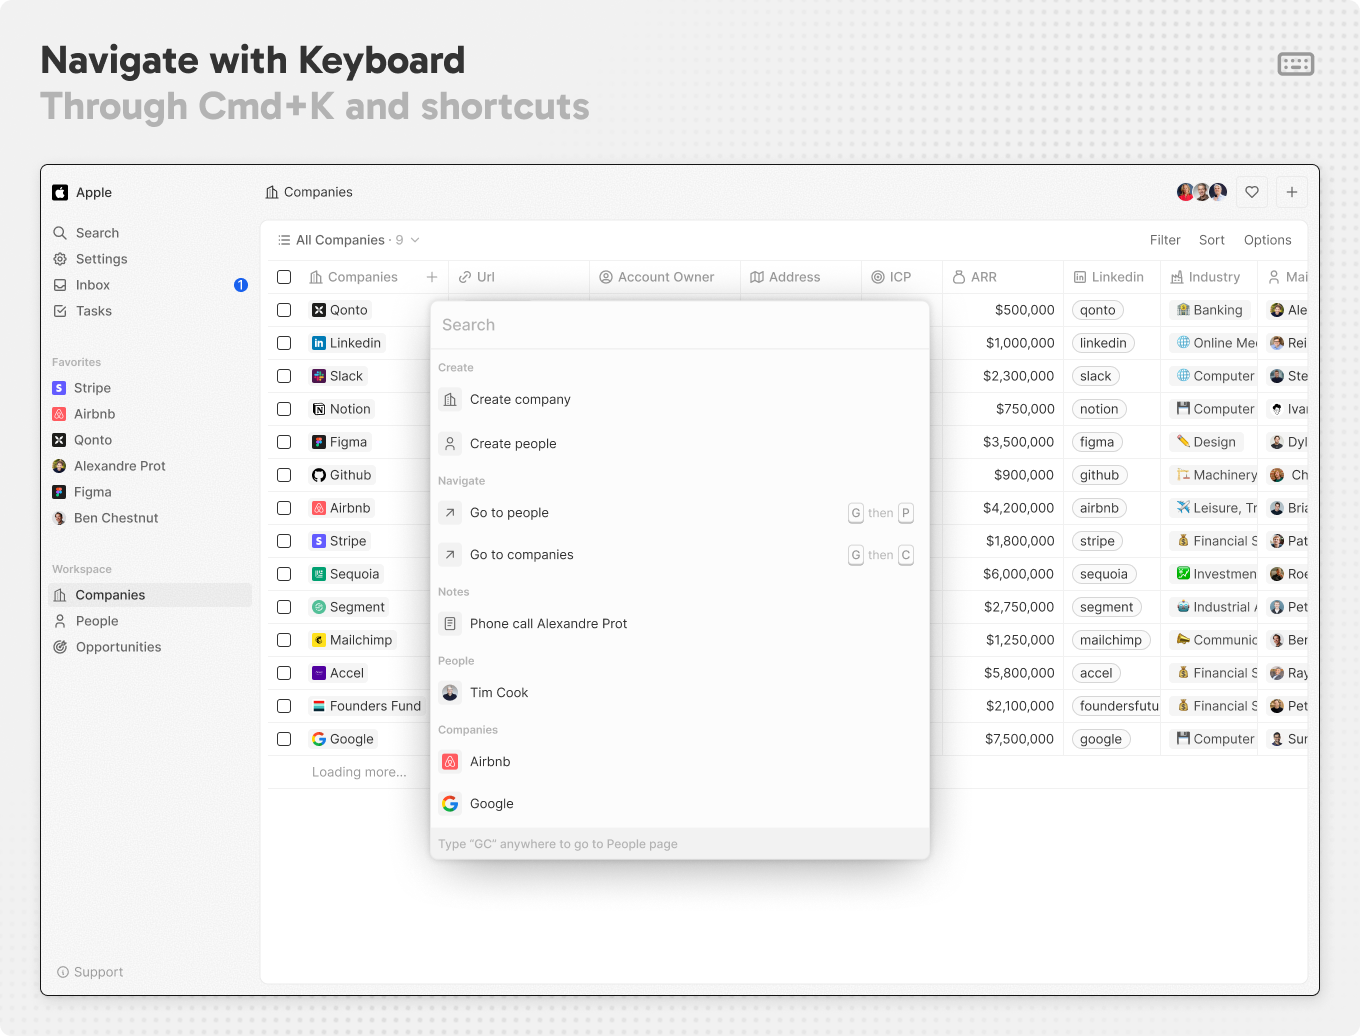 Navigate with Keyboard
Through Cmd+K and shortcuts
Apple
Companies
Search
Settings
Inbox 1
Tasks
Favorites
Stripe
Airbnb
Qonto
Alexandre Prot
Figma
Ben Chestnut
Workspace
Companies
People
Opportunities
Support
All Companies · 9
Filter Sort Options
Companies Url Account Owner Address ICP ARR Linkedin Industry Mai
Qonto $500,000 qonto Banking Ale
Linkedin $1,000,000 linkedin Online Me Rei
Slack $2,300,000 slack Computer Ste
Notion $750,000 notion Computer Ivar
Figma $3,500,000 figma Design Dyl
Github $900,000 github Machinery Ch
Airbnb $4,200,000 airbnb Leisure, Tr Bria
Stripe $1,800,000 stripe Financial S Pat
Sequoia $6,000,000 sequoia Investmen Roe
Segment $2,750,000 segment Industrial A Pet
Mailchimp $1,250,000 mailchimp Communic Ber
Accel $5,800,000 accel Financial S Ray
Founders Fund $2,100,000 foundersfutu Financial S Pet
Google $7,500,000 google Computer Sur
Loading more...
Search
Create
Create company
Create people
Navigate
Go to people G then P
Go to companies G then C
Notes
Phone call Alexandre Prot
People
Tim Cook
Companies
Airbnb
Google
Type “GC” anywhere to go to People page